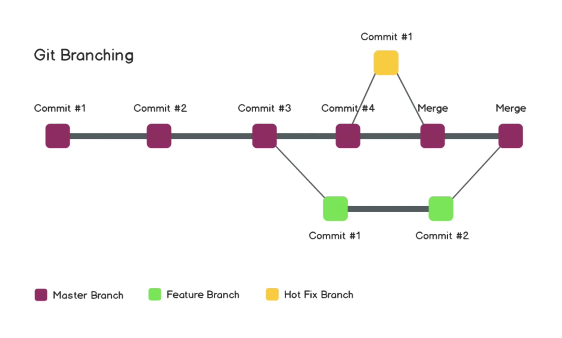 Commit #1
Git Branching
Commit #1
Commit #2
Commit #3
Commit #4
Merge
Merge
Commit #1
Commit #2
Master Branch
Feature Branch
Hot Fix Branch